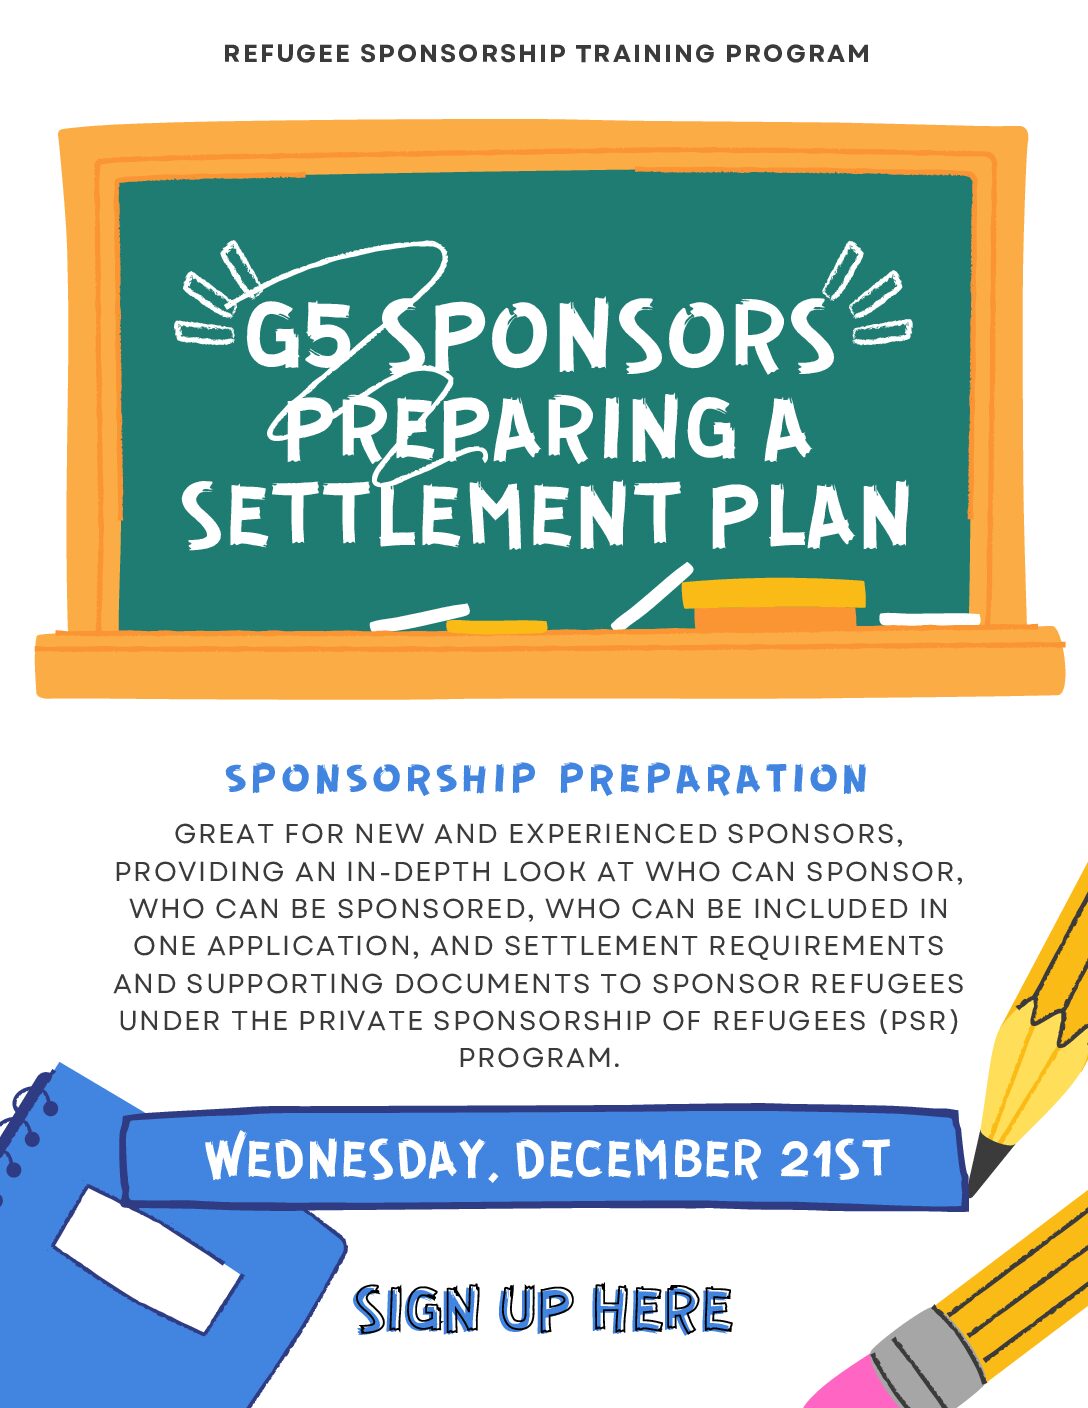 REFUGEE SPONSORSHIP TRAINING PROGRAM
G5 SPONSORS
PREPARING A
SETTLEMENT PLAN
SPONSORSHIP PREPARATION
GREAT FOR NEW AND EXPERIENCED SPONSORS,
PROVIDING AN IN-DEPTH LOOK AT WHO CAN SPONSOR,
WHO CAN BE SPONSORED, WHO CAN BE INCLUDED IN
ONE APPLICATION, AND SETTLEMENT REQUIREMENTS
AND SUPPORTING DOCUMENTS TO SPONSOR REFUGEES
UNDER THE PRIVATE SPONSORSHIP OF REFUGEES (PSR)
PROGRAM.
WEDNESDAY, DECEMBER 21ST
SIGN UP HERE